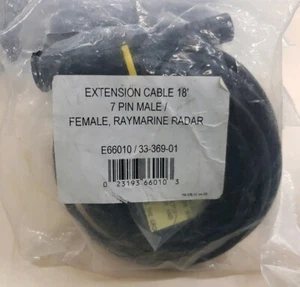 EXTENSION CABLE 18'
7 PIN MALE /
FEMALE, RAYMARINE RADAR
E66010 / 33-369-01
0 23193 66010 3